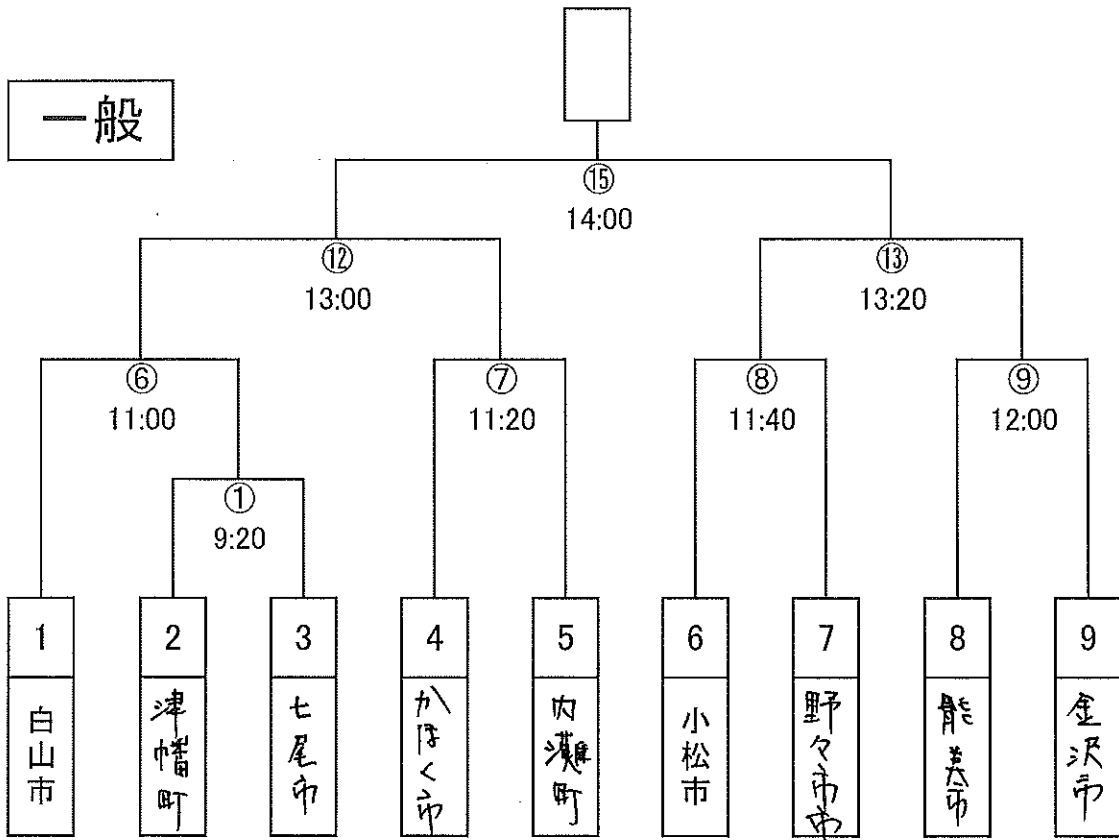 一般
⑮
14:00
⑫
13:00
⑬
13:20
⑥
11:00
⑦
11:20
⑧
11:40
⑨
12:00
①
9:20
1
2
3
4
5
6
7
8
9
白山市
津幡町
七尾市
かほく市
内灘町
小松市
野々市市
能美市
金沢市